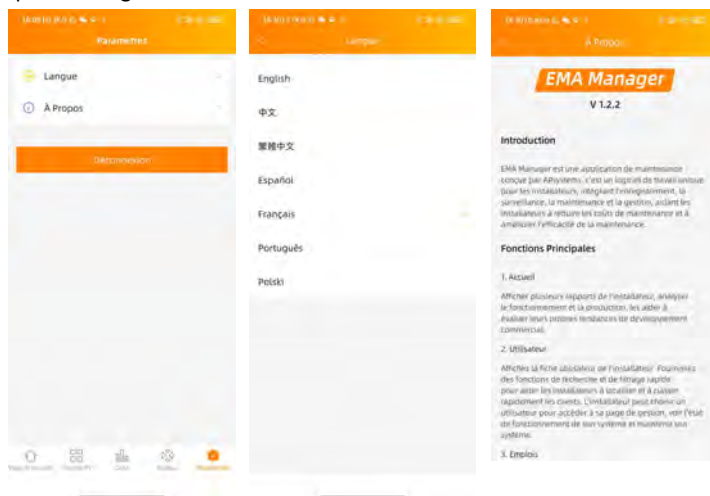 Paramètres
Langue
À Propos
Déconnexion
Langue
English
中文
繁體中文
Español
Français
Português
Polski
À Propos
EMA Manager
V 1.2.2
Introduction
EMA Manager est une application de maintenance
conçue par APsystems, c'est un logiciel de travail unique
pour les installateurs, intégrant l'enregistrement, la
surveillance, la maintenance et la gestion, aidant les
installateurs à réduire les coûts de maintenance et à
améliorer l'efficacité de la maintenance.
Fonctions Principales
1. Accueil
Afficher plusieurs rapports de l'installateur, analyser
le fonctionnement et la production, les aider à
évaluer leurs propres tendances de développement
commercial.
2. Utilisateur
Affichez la fiche utilisateur de l'installateur. Fournissez
des fonctions de recherche et de filtrage rapide
pour aider les installateurs à localiser et à classer
rapidement les clients. L'installateur peut choisir un
utilisateur pour accéder à sa page de gestion, voir l'état
de fonctionnement de son système et maintenir son
système.
3. Emplois